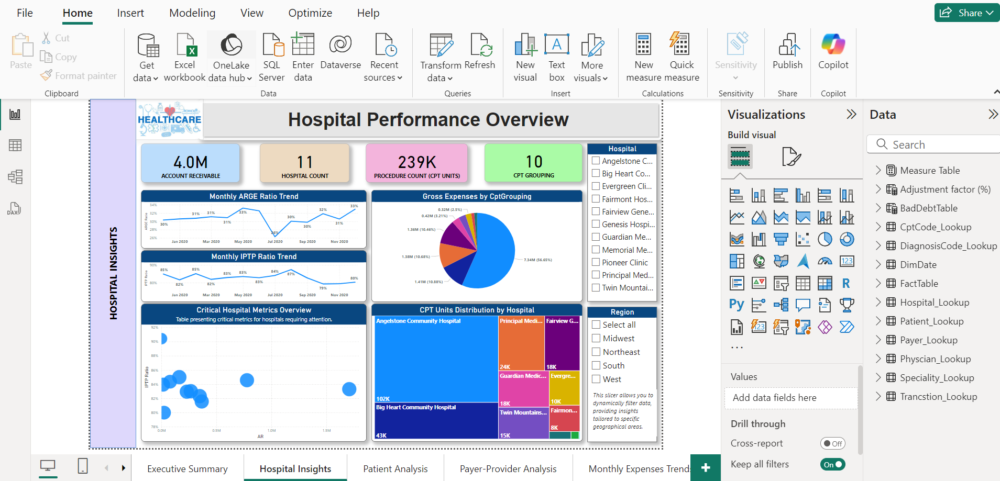 File Home Insert Modeling View Optimize Help
Share
Paste
Cut
Copy
Format painter
Clipboard
Get data
Excel workbook
OneLake data hub
SQL Server
Enter data
Dataverse
Recent sources
Data
Transform data
Refresh
Queries
New visual
Text box
More visuals
Insert
New measure
Quick measure
Calculations
Sensitivity
Sensitivity
Publish
Share
Copilot
Copilot
HOSPITAL INSIGHTS
HEALTHCARE
Hospital Performance Overview
4.0M
ACCOUNT RECEIVABLE
11
HOSPITAL COUNT
239K
PROCEDURE COUNT (CPT UNITS)
10
CPT GROUPING
Hospital
Angelstone C...
Big Heart Co...
Evergreen Cli...
Fairmont Hos...
Fairview Gene...
Genesis Hospi...
Guardian Me...
Memorial Me...
Pioneer Clinic
Principal Med...
Twin Mountai...
Monthly ARGE Ratio Trend
ARGE Ratio
34%
32%
30%
28%
26%
30%
31%
31%
31%
33%
26%
30%
30%
32%
31%
33%
Jan 2020 Mar 2020 May 2020 Jul 2020 Sep 2020 Nov 2020
Monthly IPTP Ratio Trend
IPTP Ratio
90%
80%
85%
82%
85%
82%
83%
83%
83%
84%
87%
79%
80%
Jan 2020 Mar 2020 May 2020 Jul 2020 Sep 2020 Nov 2020
Gross Expenses by CptGrouping
0.32M (2.5%)
0.42M (3.21%)
1.36M (10.46%)
1.38M (10.68%)
1.41M (10.88%)
7.34M (56.65%)
Critical Hospital Metrics Overview
Table presenting critical metrics for hospitals requiring attention.
IPTP Ratio
92%
90%
88%
86%
84%
82%
80%
78%
0.0M 0.5M 1.0M 1.5M
AR
CPT Units Distribution by Hospital
Angelstone Community Hospital
102K
Big Heart Community Hospital
43K
Principal Medi...
24K
Fairview G...
18K
Guardian Medic...
18K
Evergre...
10K
Twin Mountains...
15K
Fairmon...
8K
Region
Select all
Midwest
Northeast
South
West
This slicer allows you to
dynamically filter data,
providing insights
tailored to specific
geographical areas.
Visualizations
Build visual
123
R
Py
123
...
Values
Add data fields here
Drill through
Cross-report
Off
Keep all filters
On
Data
Search
Measure Table
Adjustment factor (%)
BadDebtTable
CptCode_Lookup
DiagnosisCode_Lookup
DimDate
FactTable
Hospital_Lookup
Patient_Lookup
Payer_Lookup
Physcian_Lookup
Speciality_Lookup
Tranction_Lookup
DAX
Executive Summary
Hospital Insights
Patient Analysis
Payer-Provider Analysis
Monthly Expenses Trends
+